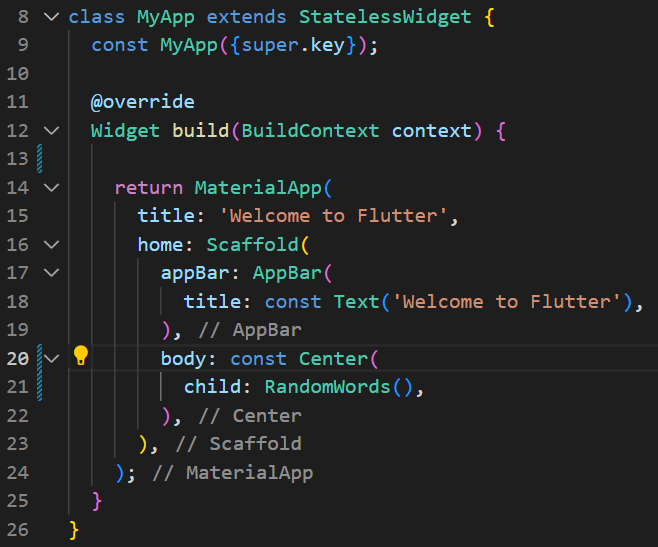 8 class MyApp extends StatelessWidget {
9   const MyApp({super.key});
10
11   @override
12   Widget build(BuildContext context) {
13
14     return MaterialApp(
15       title: 'Welcome to Flutter',
16       home: Scaffold(
17         appBar: AppBar(
18           title: const Text('Welcome to Flutter'),
19         ), // AppBar
20         body: const Center(
21           child: RandomWords(),
22         ), // Center
23       ), // Scaffold
24     ); // MaterialApp
25   }
26 }